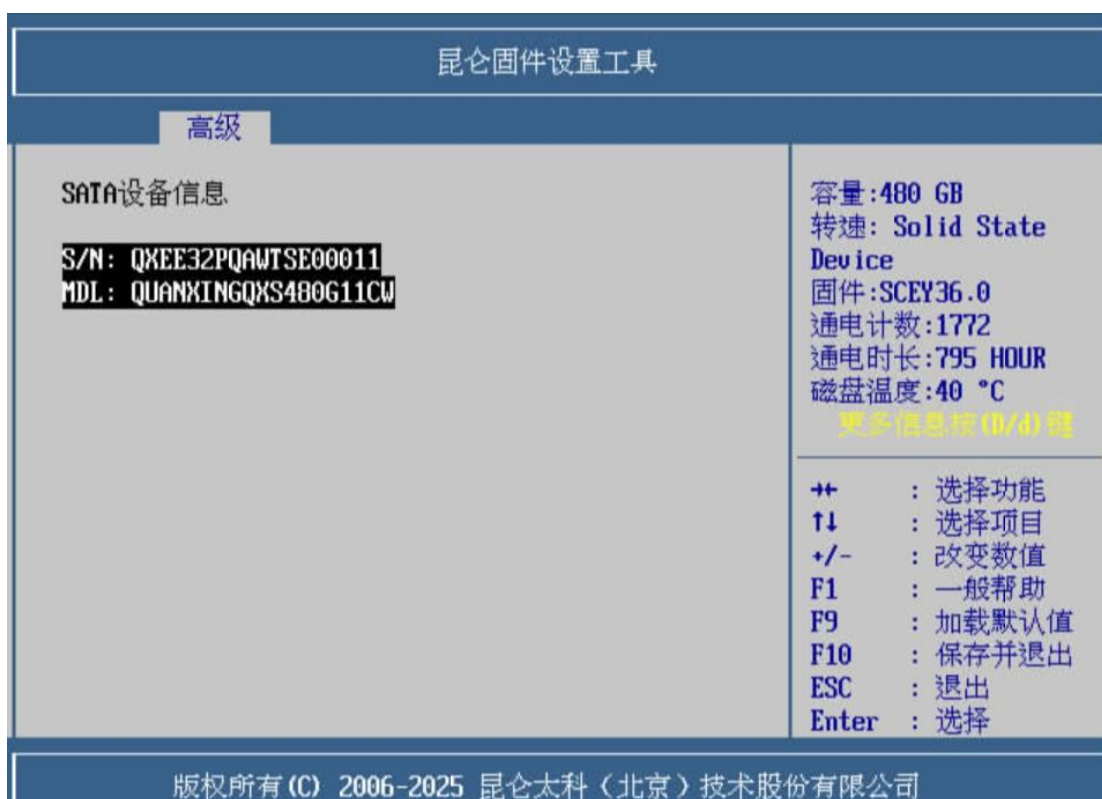 昆仑固件设置工具
高级
SATA设备信息
S/N: QXEE32PQAWTSE00011
MDL: QUANXINGQXS480G11CW
容量:480 GB
转速: Solid State
Device
固件:SCEY36.0
通电计数:1772
通电时长:795 HOUR
磁盘温度:40 °C
更多信息按(D/d)键
→← : 选择功能
↑↓ : 选择项目
+/- : 改变数值
F1 : 一般帮助
F9 : 加载默认值
F10 : 保存并退出
ESC : 退出
Enter : 选择
版权所有(C) 2006-2025 昆仑太科（北京）技术股份有限公司